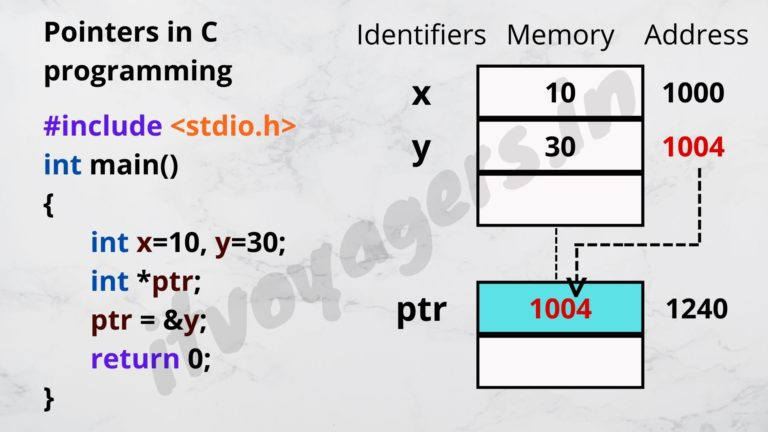 Pointers in C
programming
#include <stdio.h>
int main()
{
int x=10, y=30;
int *ptr;
ptr = &y;
return 0;
}
Identifiers Memory Address
x 10 1000
y 30 1004
ptr 1004 1240
itvoyagers.in